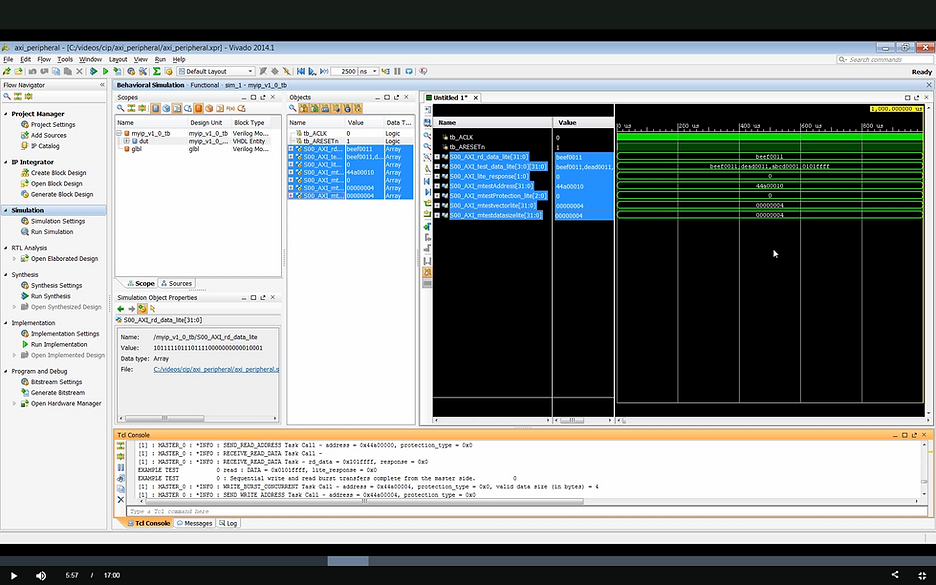 axi_peripheral - [C:/videos/cip/axi_peripheral/axi_peripheral.xpr] - Vivado 2014.1
File Edit Flow Tools Window Layout View Run Help
Search commands
Default Layout
2500 ns
Ready
Flow Navigator
Behavioral Simulation - Functional - sim_1 - myip_v1_0_tb
Project Manager
Project Settings
Add Sources
IP Catalog
IP Integrator
Create Block Design
Open Block Design
Generate Block Design
Simulation
Simulation Settings
Run Simulation
RTL Analysis
Open Elaborated Design
Synthesis
Synthesis Settings
Run Synthesis
Open Synthesized Design
Implementation
Implementation Settings
Run Implementation
Open Implemented Design
Program and Debug
Bitstream Settings
Generate Bitstream
Open Hardware Manager
Scopes
Name Design Unit Block Type
myip_v1_0_tb myip_v1_0_tb Verilog Mo...
dut myip_v1_0... VHDL Entity
glbl glbl Verilog Mo...
Scope Sources
Simulation Object Properties
S00_AXI_rd_data_lite[31:0]
Name: /myip_v1_0_tb/S00_AXI_rd_data_lite
Value: 10111110111011110000000000010001
Data type: Array
File: C:/videos/cip/axi_peripheral/axi_peripheral.s
Objects
Name Value Data T...
tb_ACLK 0 Logic
tb_ARESETn 1 Logic
S00_AXI_rd... beef0011 Array
S00_AXI_te... beef0011,d... Array
S00_AXI_lit... 0 Array
S00_AXI_mt... 44a00010 Array
S00_AXI_mt... 0 Array
S00_AXI_mt... 00000004 Array
S00_AXI_mt... 00000004 Array
Untitled 1*
1,000.000000 us
Name Value
0 us 200 us 400 us 600 us 800 us
tb_ACLK 0
tb_ARESETn 1
S00_AXI_rd_data_lite[31:0] beef0011 beef0011
S00_AXI_test_data_lite[3:0][31:0] beef0011,dead0011, beef0011,dead0011,abcd0001,0101ffff
S00_AXI_lite_response[1:0] 0 0
S00_AXI_mtestAddress[31:0] 44a00010 44a00010
S00_AXI_mtestProtection_lite[2:0] 0 0
S00_AXI_mtestvectorlite[31:0] 00000004 00000004
S00_AXI_mtestdatasizelite[31:0] 00000004 00000004
Tcl Console
[1] : MASTER_0 : *INFO : SEND_READ_ADDRESS Task Call - address = 0x44a00000, protection_type = 0x0
[1] : MASTER_0 : *INFO : RECEIVE_READ_DATA Task Call -
[1] : MASTER_0 : *INFO : RECEIVE_READ_DATA Task - rd_data = 0x0101ffff, response = 0x0
EXAMPLE TEST 0 read : DATA = 0x0101ffff, lite_response = 0x0
EXAMPLE TEST 0 : Sequential write and read burst transfers complete from the master side. 0
[1] : MASTER_0 : *INFO : WRITE_BURST_CONCURRENT Task Call - address = 0x44a00004, protection_type = 0x0, valid data size (in bytes) = 4
[1] : MASTER_0 : *INFO : SEND_WRITE_ADDRESS Task Call - address = 0x44a00004, protection_type = 0x0
Type a Tcl command here
Tcl Console Messages Log
5:57 / 17:00